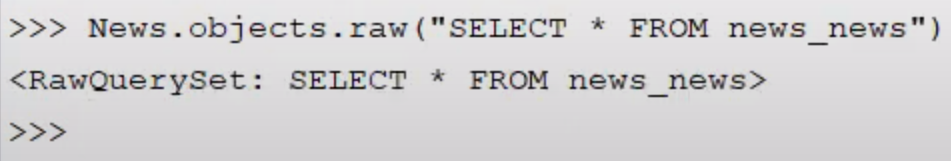 >>> News.objects.raw("SELECT * FROM news_news")
<RawQuerySet: SELECT * FROM news_news>
>>>